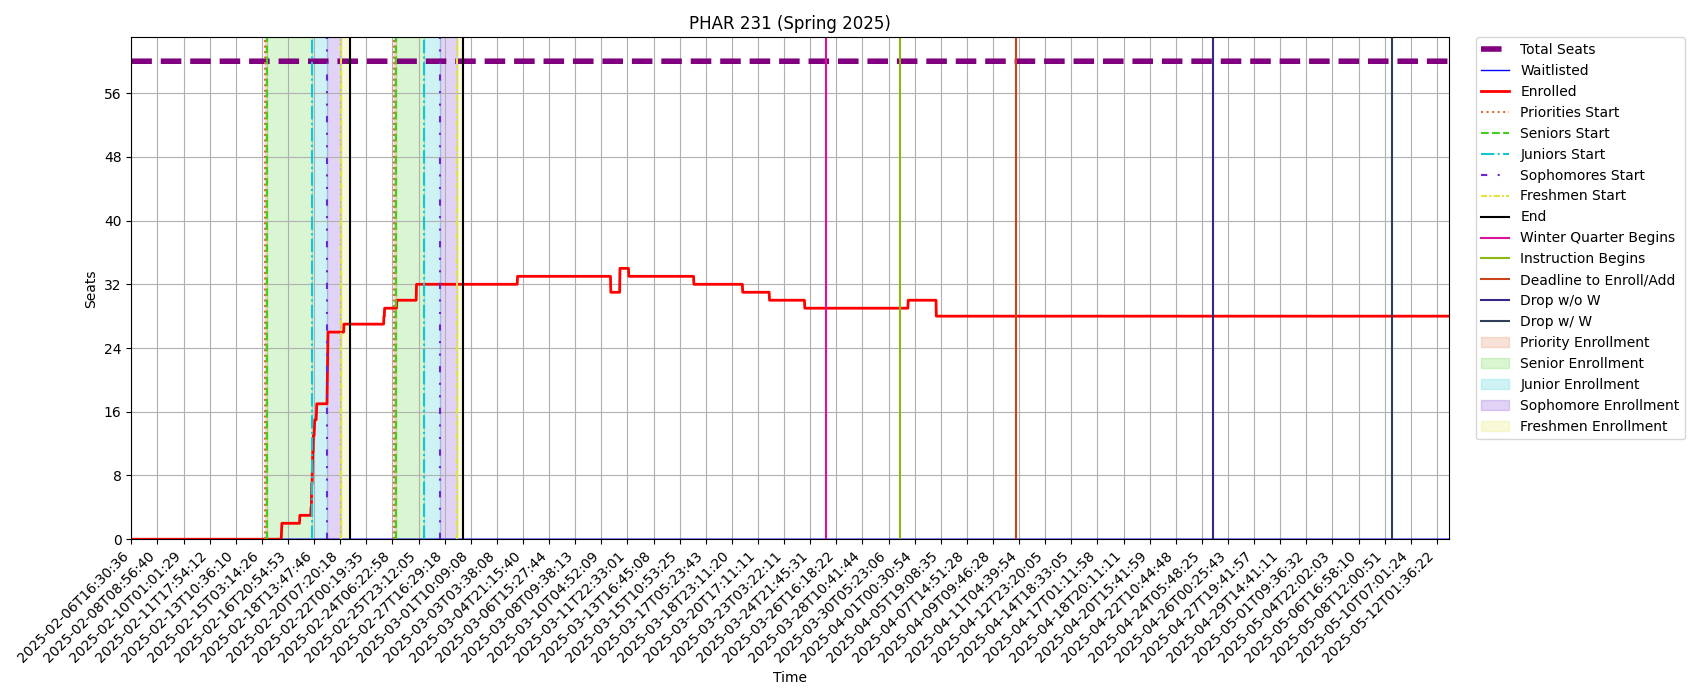 PHAR 231 (Spring 2025)
Seats
56
48
40
32
24
16
8
0
2025-02-06T16:30:36
2025-02-08T08:56:40
2025-02-10T01:01:29
2025-02-11T17:54:12
2025-02-13T10:36:10
2025-02-15T03:14:26
2025-02-16T20:54:53
2025-02-18T13:47:46
2025-02-20T07:20:18
2025-02-22T00:19:35
2025-02-24T06:22:58
2025-02-25T23:12:05
2025-02-27T16:29:18
2025-03-01T10:09:08
2025-03-03T03:38:08
2025-03-04T21:15:40
2025-03-06T15:27:44
2025-03-08T09:38:13
2025-03-10T04:52:09
2025-03-11T22:33:01
2025-03-13T16:45:08
2025-03-15T10:53:25
2025-03-17T05:23:43
2025-03-18T23:11:20
2025-03-20T17:11:11
2025-03-23T03:22:11
2025-03-24T21:45:31
2025-03-26T16:18:22
2025-03-28T10:41:44
2025-03-30T05:23:06
2025-04-01T00:30:54
2025-04-05T19:08:35
2025-04-07T14:51:28
2025-04-09T09:46:28
2025-04-11T04:39:54
2025-04-12T23:20:05
2025-04-14T18:33:05
2025-04-17T01:11:58
2025-04-18T20:11:11
2025-04-20T15:41:59
2025-04-22T10:44:48
2025-04-24T05:48:25
2025-04-26T00:25:43
2025-04-27T19:41:57
2025-04-29T14:41:11
2025-05-01T09:36:32
2025-05-04T22:02:03
2025-05-06T16:58:10
2025-05-08T12:00:51
2025-05-10T07:01:24
2025-05-12T01:36:22
Time
Total Seats
Waitlisted
Enrolled
Priorities Start
Seniors Start
Juniors Start
Sophomores Start
Freshmen Start
End
Winter Quarter Begins
Instruction Begins
Deadline to Enroll/Add
Drop w/o W
Drop w/ W
Priority Enrollment
Senior Enrollment
Junior Enrollment
Sophomore Enrollment
Freshmen Enrollment